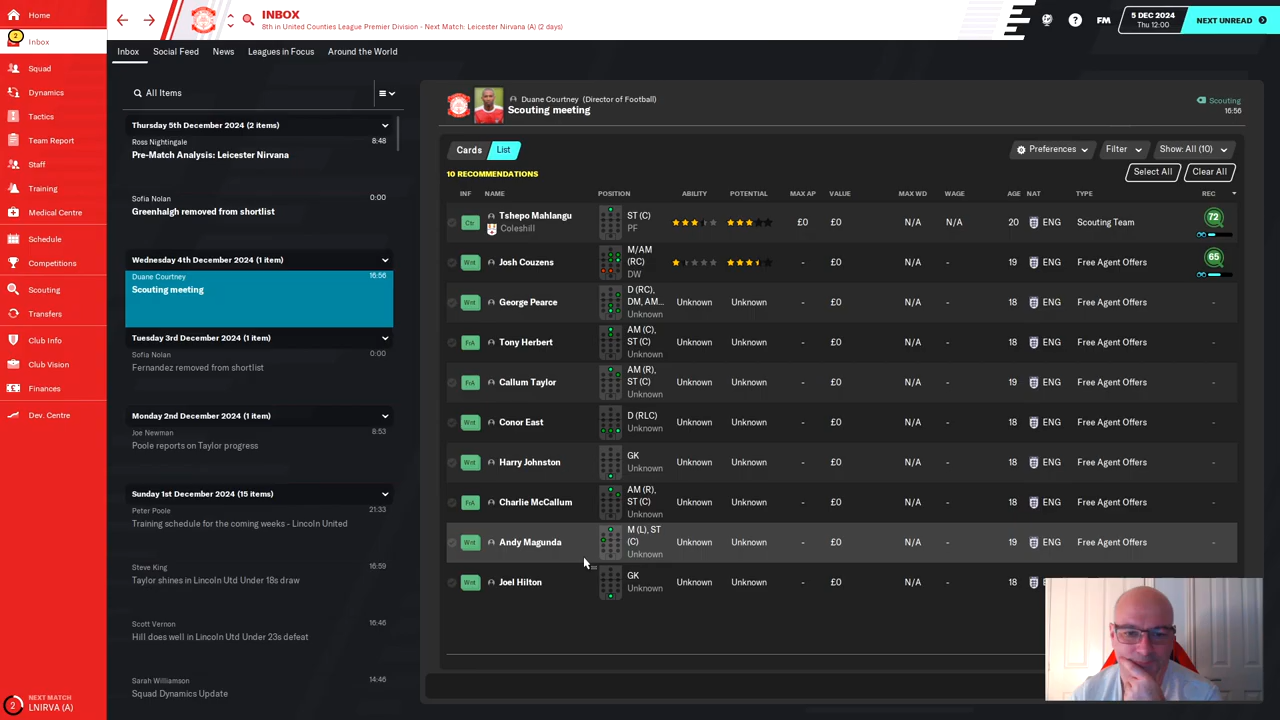 Home
INBOX
8th in United Counties League Premier Division - Next Match: Leicester Nirvana (A) (2 days)
FM
5 DEC 2024
Thu 12:00
NEXT UNREAD
2
Inbox
Squad
Dynamics
Tactics
Team Report
Staff
Training
Medical Centre
Schedule
Competitions
Scouting
Transfers
Club Info
Club Vision
Finances
Dev. Centre
2
NEXT MATCH
LNIRVA (A)
Inbox Social Feed News Leagues in Focus Around the World
All Items
Thursday 5th December 2024 (2 items)
Ross Nightingale 8:48
Pre-Match Analysis: Leicester Nirvana
Sofia Nolan 0:00
Greenhalgh removed from shortlist
Wednesday 4th December 2024 (1 item)
Duane Courtney 16:56
Scouting meeting
Tuesday 3rd December 2024 (1 item)
Sofia Nolan 0:00
Fernandez removed from shortlist
Monday 2nd December 2024 (1 item)
Joe Newman 8:53
Poole reports on Taylor progress
Sunday 1st December 2024 (15 items)
Peter Poole 21:33
Training schedule for the coming weeks - Lincoln United
Steve King 16:59
Taylor shines in Lincoln Utd Under 18s draw
Scott Vernon 16:46
Hill does well in Lincoln Utd Under 23s defeat
Sarah Williamson 14:46
Squad Dynamics Update
Duane Courtney (Director of Football)
Scouting meeting
Scouting
16:56
Cards List
Preferences Filter Show: All (10)
10 RECOMMENDATIONS
Select All Clear All
INF NAME POSITION ABILITY POTENTIAL MAX AP VALUE MAX WD WAGE AGE NAT TYPE REC
Ctr Tshepo Mahlangu ST (C) £0 £0 N/A N/A 20 ENG Scouting Team 72
Coleshill PF
Wnt Josh Couzens M/AM (RC) - £0 N/A - 19 ENG Free Agent Offers 65
DW
Wnt George Pearce D (RC), DM, AM... Unknown Unknown - £0 N/A - 18 ENG Free Agent Offers -
Unknown
FrA Tony Herbert AM (C), ST (C) Unknown Unknown - £0 N/A - 18 ENG Free Agent Offers -
Unknown
FrA Callum Taylor AM (R), ST (C) Unknown Unknown - £0 N/A - 19 ENG Free Agent Offers -
Unknown
Wnt Conor East D (RLC) Unknown Unknown - £0 N/A - 18 ENG Free Agent Offers -
Unknown
Wnt Harry Johnston GK Unknown Unknown - £0 N/A - 18 ENG Free Agent Offers -
Unknown
FrA Charlie McCallum AM (R), ST (C) Unknown Unknown - £0 N/A - 18 ENG Free Agent Offers -
Unknown
Wnt Andy Magunda M (L), ST (C) Unknown Unknown - £0 N/A - 19 ENG Free Agent Offers -
Unknown
Wnt Joel Hilton GK Unknown Unknown - £0 N/A - 18
Unknown